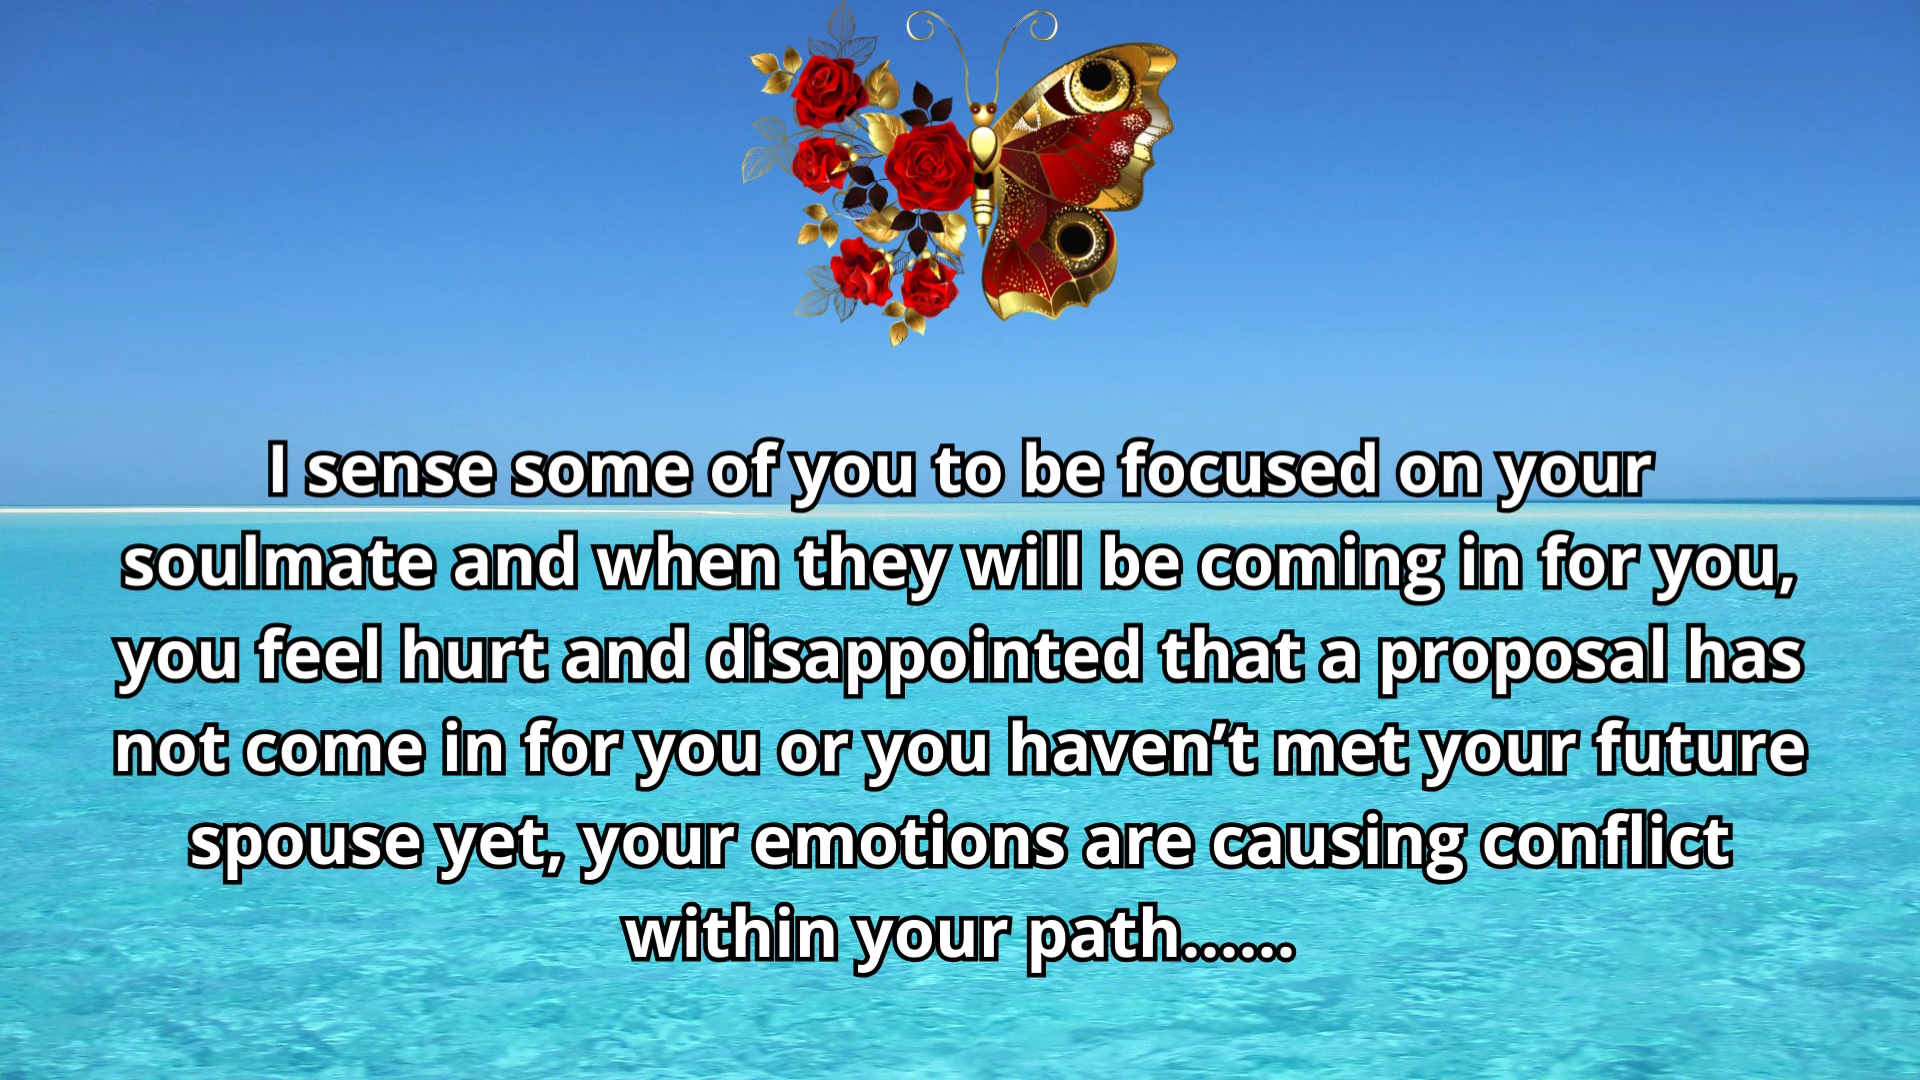 I sense some of you to be focused on your
soulmate and when they will be coming in for you,
you feel hurt and disappointed that a proposal has
not come in for you or you haven’t met your future
spouse yet, your emotions are causing conflict
within your path......